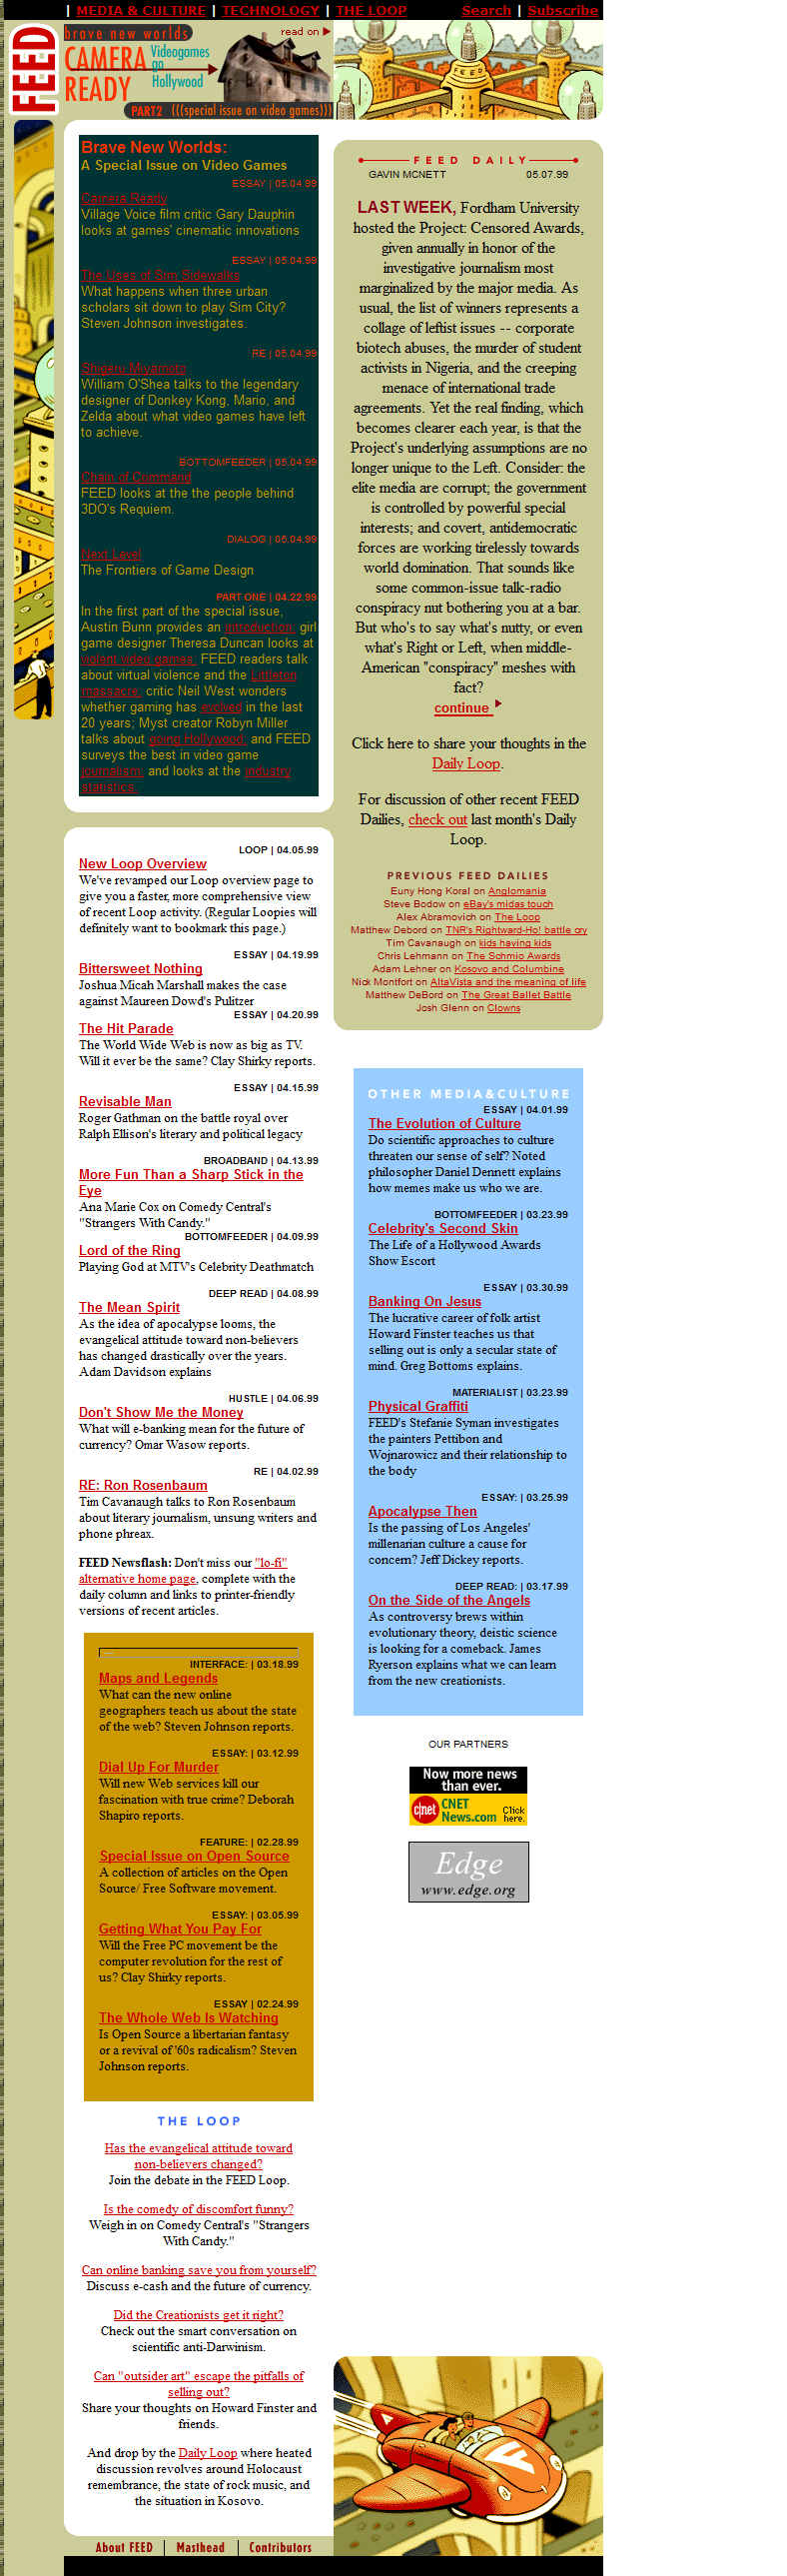 | MEDIA & CULTURE | TECHNOLOGY | THE LOOP
Search | Subscribe
FEED
brave new worlds
CAMERA
READY
Videogames
go
Hollywood
read on
PART2 (((special issue on video games)))
Brave New Worlds:
A Special Issue on Video Games
ESSAY | 05.04.99
Camera Ready
Village Voice film critic Gary Dauphin
looks at games' cinematic innovations
ESSAY | 05.04.99
The Uses of Sim Sidewalks
What happens when three urban
scholars sit down to play Sim City?
Steven Johnson investigates.
RE | 05.04.99
Shigeru Miyamoto
William O'Shea talks to the legendary
designer of Donkey Kong, Mario, and
Zelda about what video games have left
to achieve.
BOTTOMFEEDER | 05.04.99
Chain of Command
FEED looks at the the people behind
3DO's Requiem.
DIALOG | 05.04.99
Next Level
The Frontiers of Game Design
PART ONE | 04.22.99
In the first part of the special issue,
Austin Bunn provides an introduction; girl
game designer Theresa Duncan looks at
violent video games; FEED readers talk
about virtual violence and the Littleton
massacre; critic Neil West wonders
whether gaming has evolved in the last
20 years; Myst creator Robyn Miller
talks about going Hollywood; and FEED
surveys the best in video game
journalism; and looks at the industry
statistics.
LOOP | 04.05.99
New Loop Overview
We've revamped our Loop overview page to
give you a faster, more comprehensive view
of recent Loop activity. (Regular Loopies will
definitely want to bookmark this page.)
ESSAY | 04.19.99
Bittersweet Nothing
Joshua Micah Marshall makes the case
against Maureen Dowd's Pulitzer
ESSAY | 04.20.99
The Hit Parade
The World Wide Web is now as big as TV.
Will it ever be the same? Clay Shirky reports.
ESSAY | 04.15.99
Revisable Man
Roger Gathman on the battle royal over
Ralph Ellison's literary and political legacy
BROADBAND | 04.13.99
More Fun Than a Sharp Stick in the
Eye
Ana Marie Cox on Comedy Central's
"Strangers With Candy."
BOTTOMFEEDER | 04.09.99
Lord of the Ring
Playing God at MTV's Celebrity Deathmatch
DEEP READ | 04.08.99
The Mean Spirit
As the idea of apocalypse looms, the
evangelical attitude toward non-believers
has changed drastically over the years.
Adam Davidson explains
HUSTLE | 04.06.99
Don't Show Me the Money
What will e-banking mean for the future of
currency? Omar Wasow reports.
RE | 04.02.99
RE: Ron Rosenbaum
Tim Cavanaugh talks to Ron Rosenbaum
about literary journalism, unsung writers and
phone phreax.
FEED Newsflash: Don't miss our "lo-fi"
alternative home page, complete with the
daily column and links to printer-friendly
versions of recent articles.
INTERFACE: | 03.18.99
Maps and Legends
What can the new online
geographers teach us about the state
of the web? Steven Johnson reports.
ESSAY: | 03.12.99
Dial Up For Murder
Will new Web services kill our
fascination with true crime? Deborah
Shapiro reports.
FEATURE: | 02.28.99
Special Issue on Open Source
A collection of articles on the Open
Source/ Free Software movement.
ESSAY: | 03.05.99
Getting What You Pay For
Will the Free PC movement be the
computer revolution for the rest of
us? Clay Shirky reports.
ESSAY | 02.24.99
The Whole Web Is Watching
Is Open Source a libertarian fantasy
or a revival of '60s radicalism? Steven
Johnson reports.
THE LOOP
Has the evangelical attitude toward
non-believers changed?
Join the debate in the FEED Loop.
Is the comedy of discomfort funny?
Weigh in on Comedy Central's "Strangers
With Candy."
Can online banking save you from yourself?
Discuss e-cash and the future of currency.
Did the Creationists get it right?
Check out the smart conversation on
scientific anti-Darwinism.
Can "outsider art" escape the pitfalls of
selling out?
Share your thoughts on Howard Finster and
friends.
And drop by the Daily Loop where heated
discussion revolves around Holocaust
remembrance, the state of rock music, and
the situation in Kosovo.
About FEED | Masthead | Contributors
FEED DAILY
GAVIN MCNETT 05.07.99
LAST WEEK, Fordham University
hosted the Project: Censored Awards,
given annually in honor of the
investigative journalism most
marginalized by the major media. As
usual, the list of winners represents a
collage of leftist issues -- corporate
biotech abuses, the murder of student
activists in Nigeria, and the creeping
menace of international trade
agreements. Yet the real finding, which
becomes clearer each year, is that the
Project's underlying assumptions are no
longer unique to the Left. Consider: the
elite media are corrupt; the government
is controlled by powerful special
interests; and covert, antidemocratic
forces are working tirelessly towards
world domination. That sounds like
some common-issue talk-radio
conspiracy nut bothering you at a bar.
But who's to say what's nutty, or even
what's Right or Left, when middle-
American "conspiracy" meshes with
fact?
continue
Click here to share your thoughts in the
Daily Loop.
For discussion of other recent FEED
Dailies, check out last month's Daily
Loop.
PREVIOUS FEED DAILIES
Euny Hong Koral on Anglomania
Steve Bodow on eBay's midas touch
Alex Abramovich on The Loop
Matthew Debord on TNR's Rightward-Ho! battle cry
Tim Cavanaugh on kids having kids
Chris Lehmann on The Schmio Awards
Adam Lehner on Kosovo and Columbine
Nick Montfort on AltaVista and the meaning of life
Matthew DeBord on The Great Ballet Battle
Josh Glenn on Clowns
OTHER MEDIA&CULTURE
ESSAY | 04.01.99
The Evolution of Culture
Do scientific approaches to culture
threaten our sense of self? Noted
philosopher Daniel Dennett explains
how memes make us who we are.
BOTTOMFEEDER | 03.23.99
Celebrity's Second Skin
The Life of a Hollywood Awards
Show Escort
ESSAY | 03.30.99
Banking On Jesus
The lucrative career of folk artist
Howard Finster teaches us that
selling out is only a secular state of
mind. Greg Bottoms explains.
MATERIALIST | 03.23.99
Physical Graffiti
FEED's Stefanie Syman investigates
the painters Pettibon and
Wojnarowicz and their relationship to
the body
ESSAY: | 03.25.99
Apocalypse Then
Is the passing of Los Angeles'
millenarian culture a cause for
concern? Jeff Dickey reports.
DEEP READ: | 03.17.99
On the Side of the Angels
As controversy brews within
evolutionary theory, deistic science
is looking for a comeback. James
Ryerson explains what we can learn
from the new creationists.
OUR PARTNERS
Now more news
than ever.
c|net CNET
News.com
Click
here.
Edge
www.edge.org
F